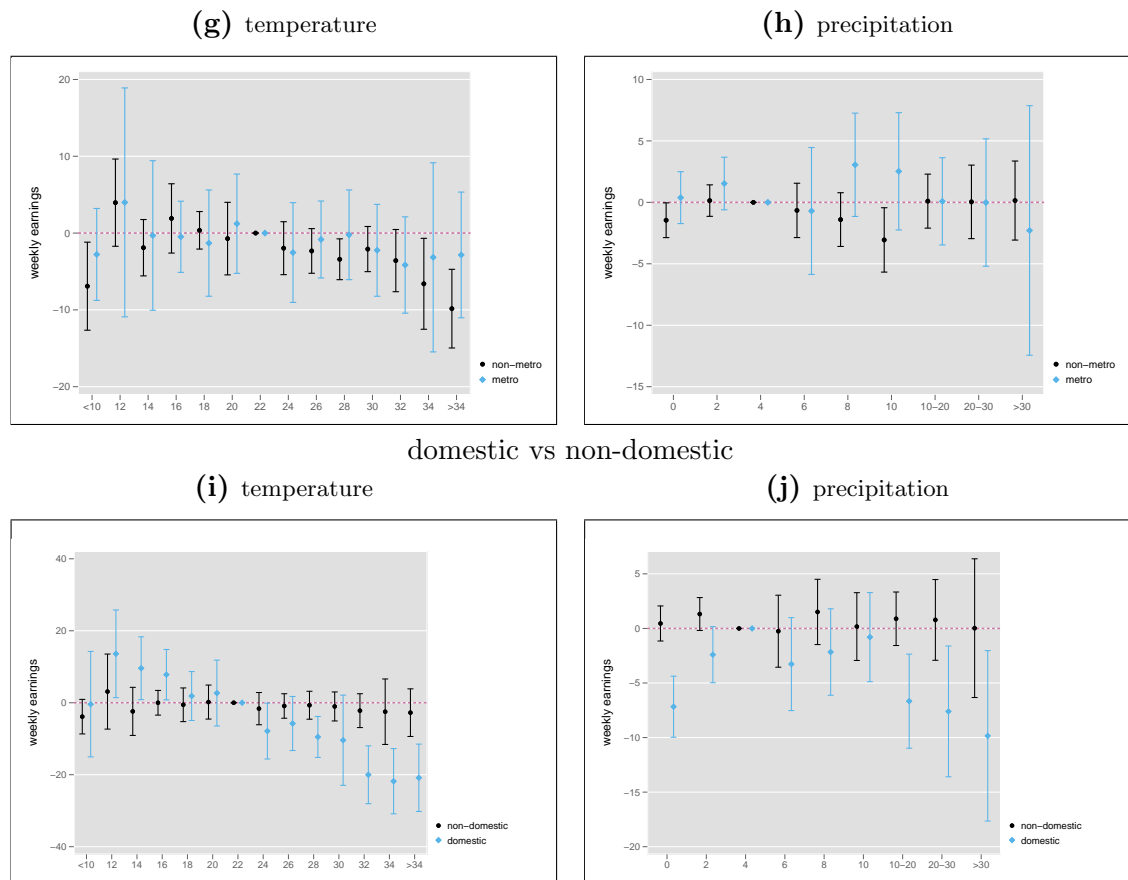 (g) temperature
(h) precipitation
20
10
0
−10
−20
weekly earnings
<10 12 14 16 18 20 22 24 26 28 30 32 34 >34
non−metro
metro
10
5
0
−5
−10
−15
weekly earnings
0 2 4 6 8 10 10−20 20−30 >30
non−metro
metro
domestic vs non-domestic
(i) temperature
(j) precipitation
40
20
0
−20
−40
weekly earnings
<10 12 14 16 18 20 22 24 26 28 30 32 34 >34
non−domestic
domestic
5
0
−5
−10
−15
−20
weekly earnings
0 2 4 6 8 10 10−20 20−30 >30
non−domestic
domestic